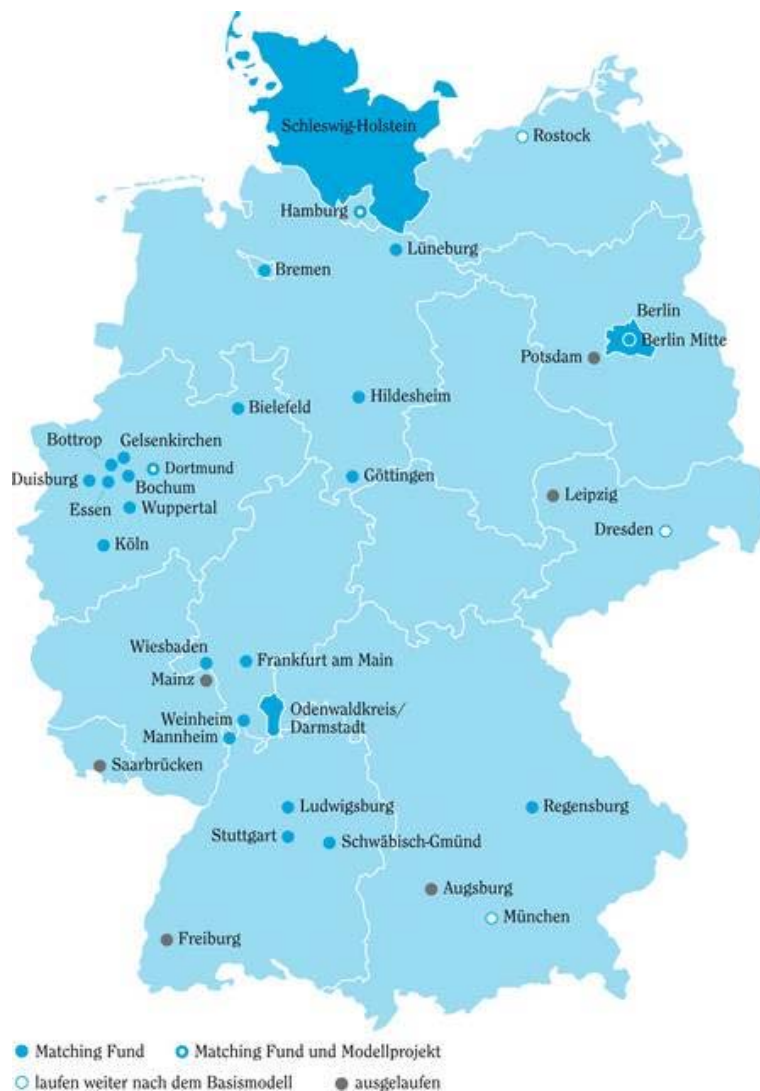 Schleswig-Holstein
Rostock
Hamburg
Lüneburg
Bremen
Berlin
Berlin Mitte
Potsdam
Hildesheim
Bielefeld
Gelsenkirchen
Bottrop
Dortmund
Göttingen
Duisburg
Bochum
Essen
Wuppertal
Leipzig
Dresden
Köln
Wiesbaden
Frankfurt am Main
Mainz
Odenwaldkreis/
Darmstadt
Weinheim
Mannheim
Saarbrücken
Ludwigsburg
Regensburg
Stuttgart
Schwäbisch-Gmünd
Augsburg
München
Freiburg
Matching Fund
Matching Fund und Modellprojekt
laufen weiter nach dem Basismodell
ausgelaufen